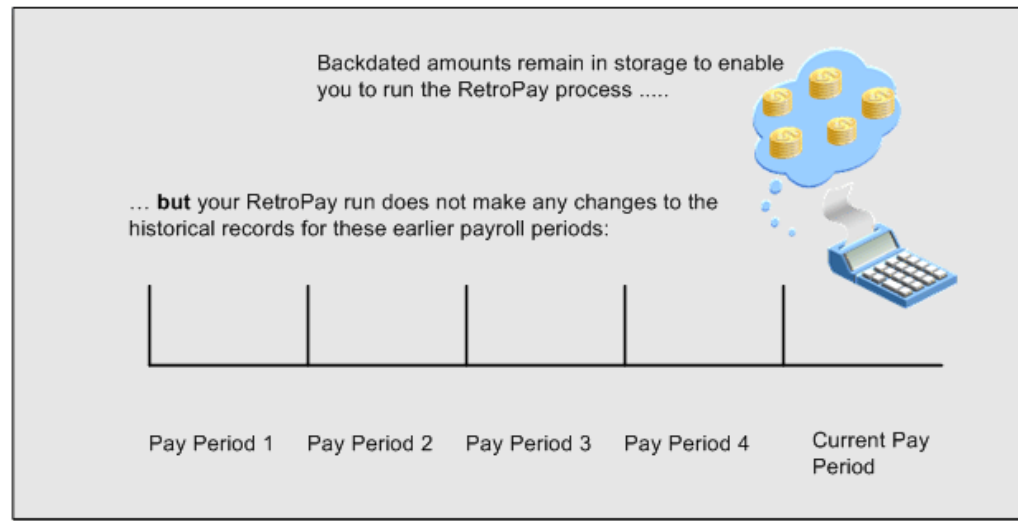 Backdated amounts remain in storage to enable
you to run the RetroPay process .....
... but your RetroPay run does not make any changes to the
historical records for these earlier payroll periods:
Pay Period 1
Pay Period 2
Pay Period 3
Pay Period 4
Current Pay
Period